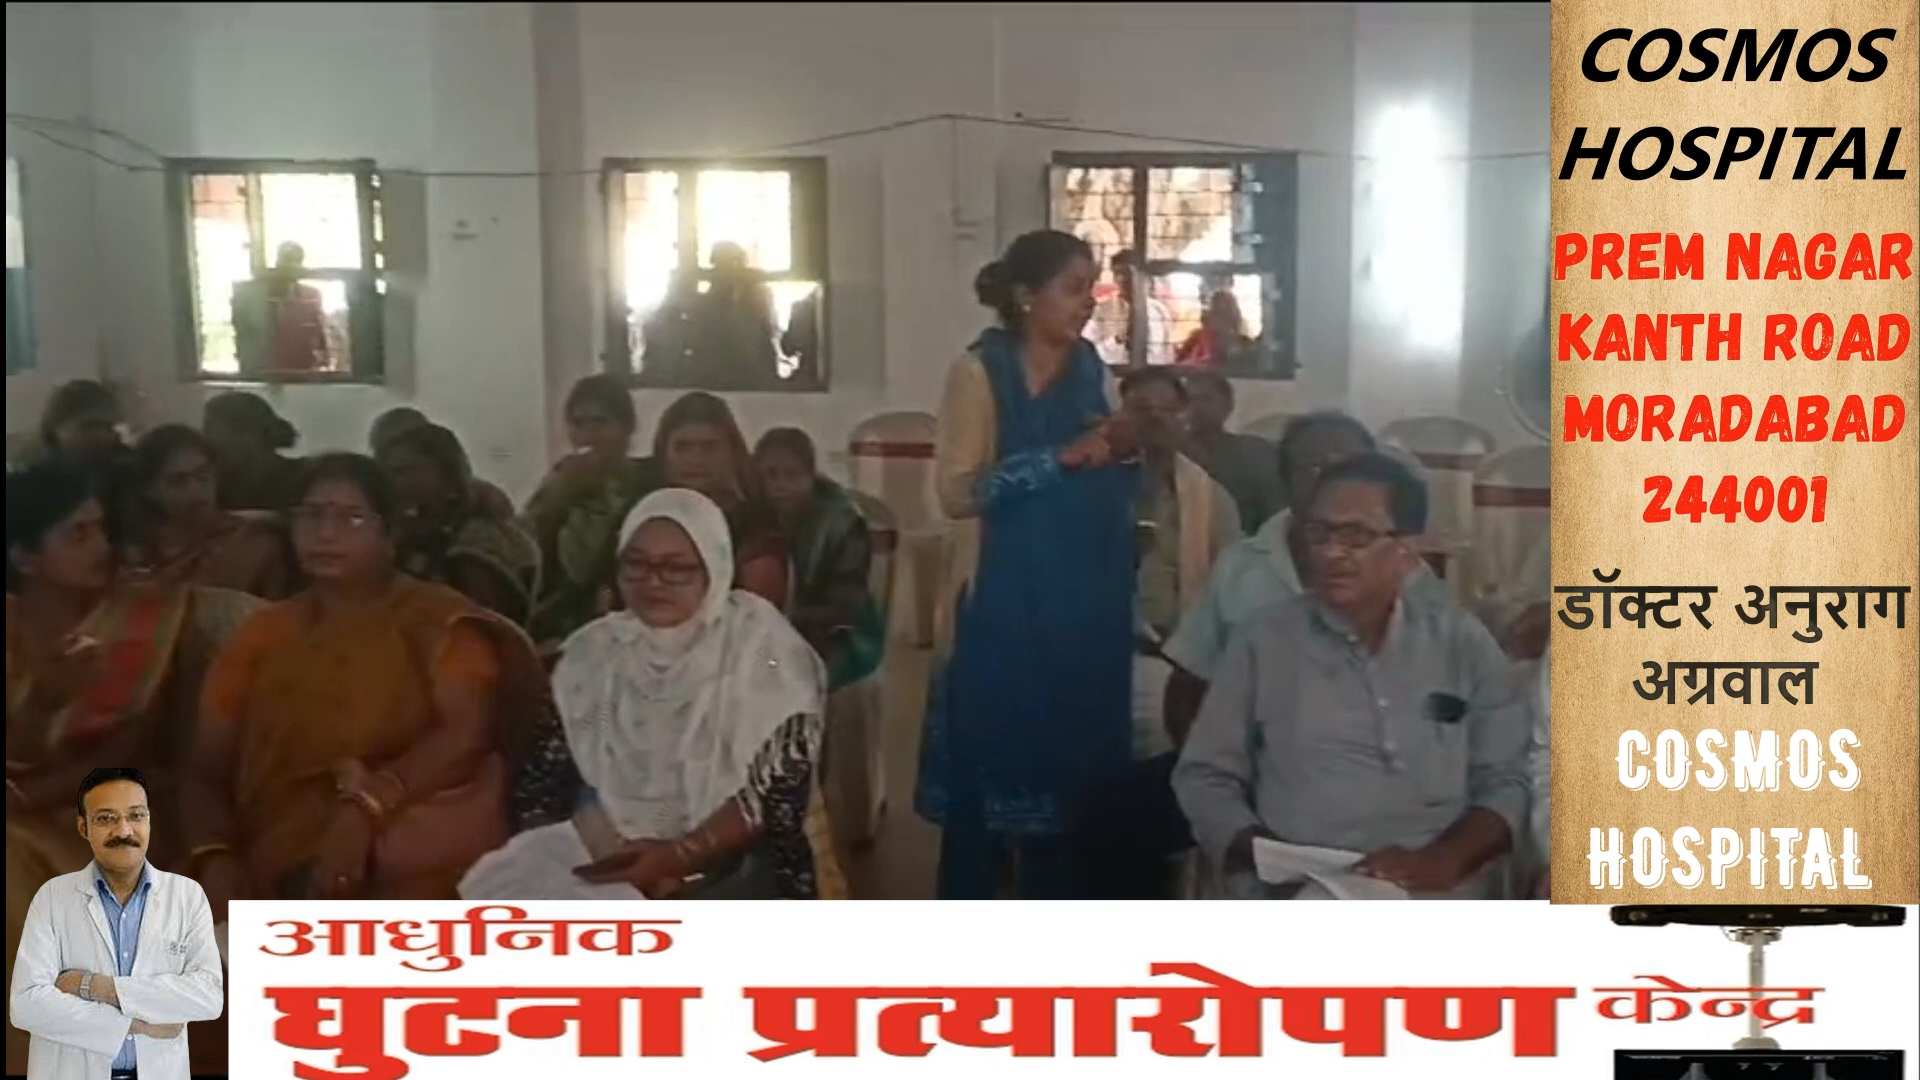 COSMOS
HOSPITAL
PREM NAGAR
KANTH ROAD
MORADABAD
244001
डॉक्टर अनुराग
अग्रवाल
COSMOS
HOSPITAL
आधुनिक
घुटना प्रत्यारोपण केन्द्र